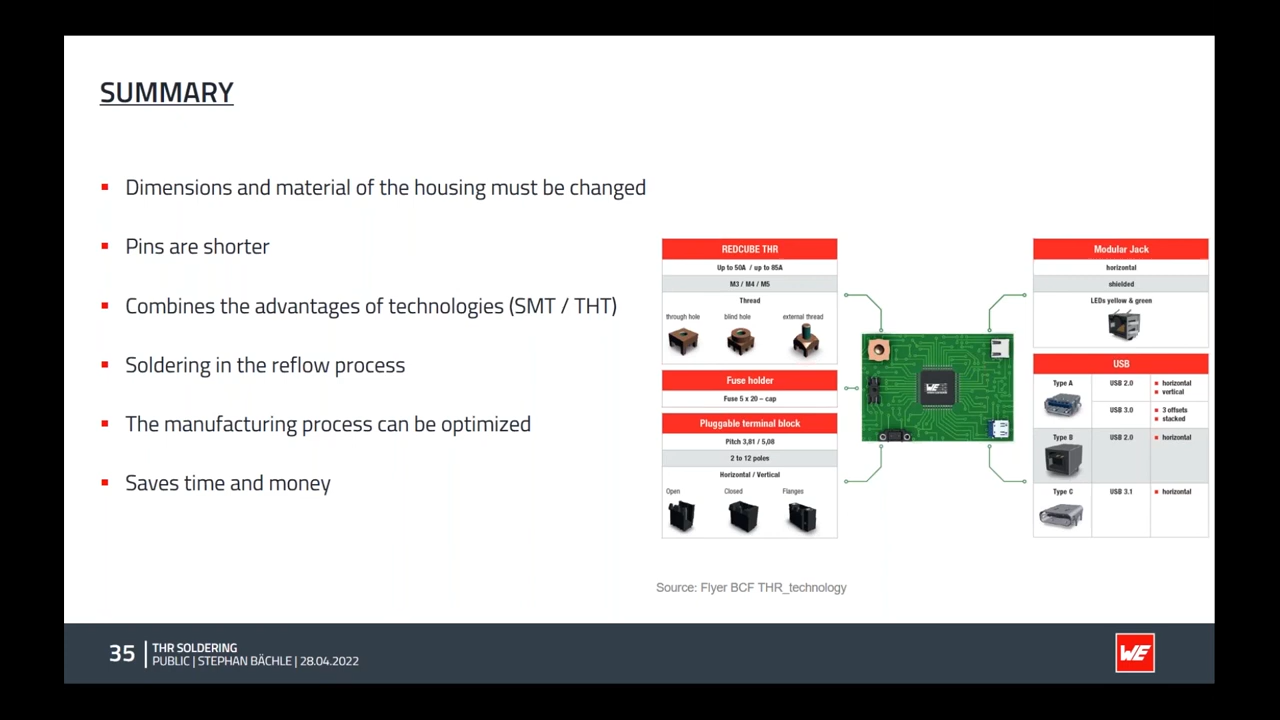 SUMMARY
Dimensions and material of the housing must be changed
Pins are shorter
Combines the advantages of technologies (SMT / THT)
Soldering in the reflow process
The manufacturing process can be optimized
Saves time and money
REDCUBE THR
Up to 50A / up to 85A
M3 / M4 / M5
Thread
through hole blind hole external thread
Fuse holder
Fuse 5 x 20 – cap
Pluggable terminal block
Pitch 3,81 / 5,08
2 to 12 poles
Horizontal / Vertical
Open Closed Flanges
WE
Modular Jack
horizontal
shielded
LEDs yellow & green
USB
Type A USB 2.0 horizontal
vertical
USB 3.0 3 offsets
stacked
Type B USB 2.0 horizontal
Type C USB 3.1 horizontal
Source: Flyer BCF THR_technology
35 THR SOLDERING
PUBLIC | STEPHAN BÄCHLE | 28.04.2022
WE